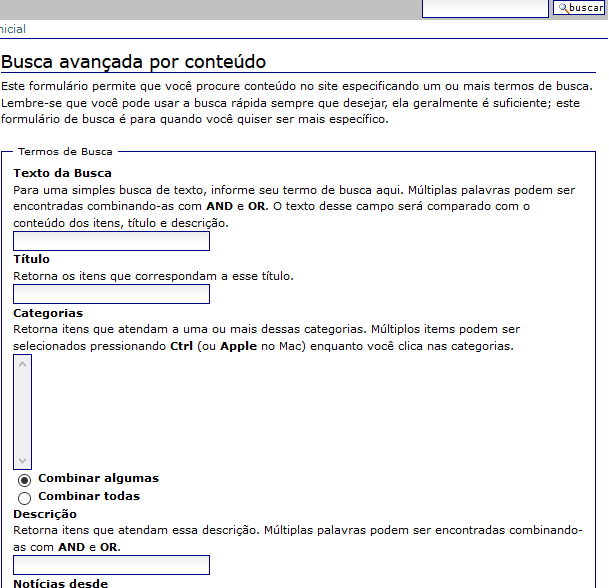 buscar
nicial
Busca avançada por conteúdo
Este formulário permite que você procure conteúdo no site especificando um ou mais termos de busca.
Lembre-se que você pode usar a busca rápida sempre que desejar, ela geralmente é suficiente; este
formulário de busca é para quando você quiser ser mais específico.
Termos de Busca
Texto da Busca
Para uma simples busca de texto, informe seu termo de busca aqui. Múltiplas palavras podem ser
encontradas combinando-as com AND e OR. O texto desse campo será comparado com o
conteúdo dos itens, título e descrição.
Título
Retorna os itens que correspondam a esse título.
Categorias
Retorna itens que atendam a uma ou mais dessas categorias. Múltiplos items podem ser
selecionados pressionando Ctrl (ou Apple no Mac) enquanto você clica nas categorias.
Combinar algumas
Combinar todas
Descrição
Retorna itens que atendam essa descrição. Múltiplas palavras podem ser encontradas combinando-
as com AND e OR.
Notícias desde